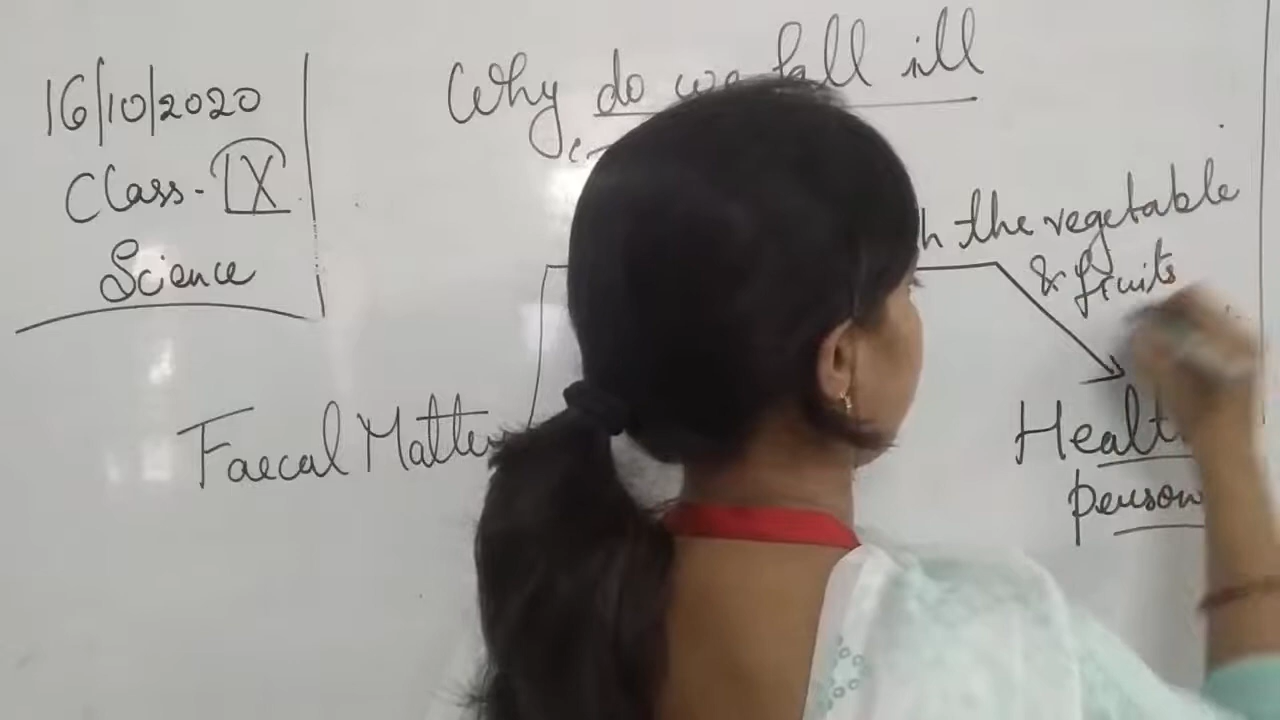 16/10/2020
Class - IX
Science
Why do we fall ill
the vegetable
& fruits
Faecal Matter
Healt
person